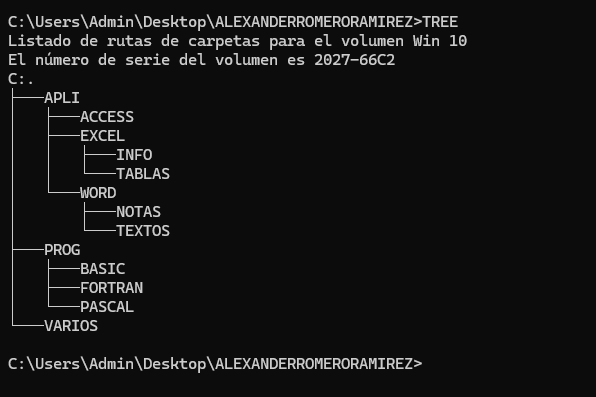 C:\Users\Admin\Desktop\ALEXANDERROMERORAMIREZ>TREE
Listado de rutas de carpetas para el volumen Win 10
El número de serie del volumen es 2027-66C2
C:.
├───APLI
│   ├───ACCESS
│   ├───EXCEL
│   │   ├───INFO
│   │   └───TABLAS
│   └───WORD
│       ├───NOTAS
│       └───TEXTOS
├───PROG
│   ├───BASIC
│   ├───FORTRAN
│   └───PASCAL
└───VARIOS
C:\Users\Admin\Desktop\ALEXANDERROMERORAMIREZ>